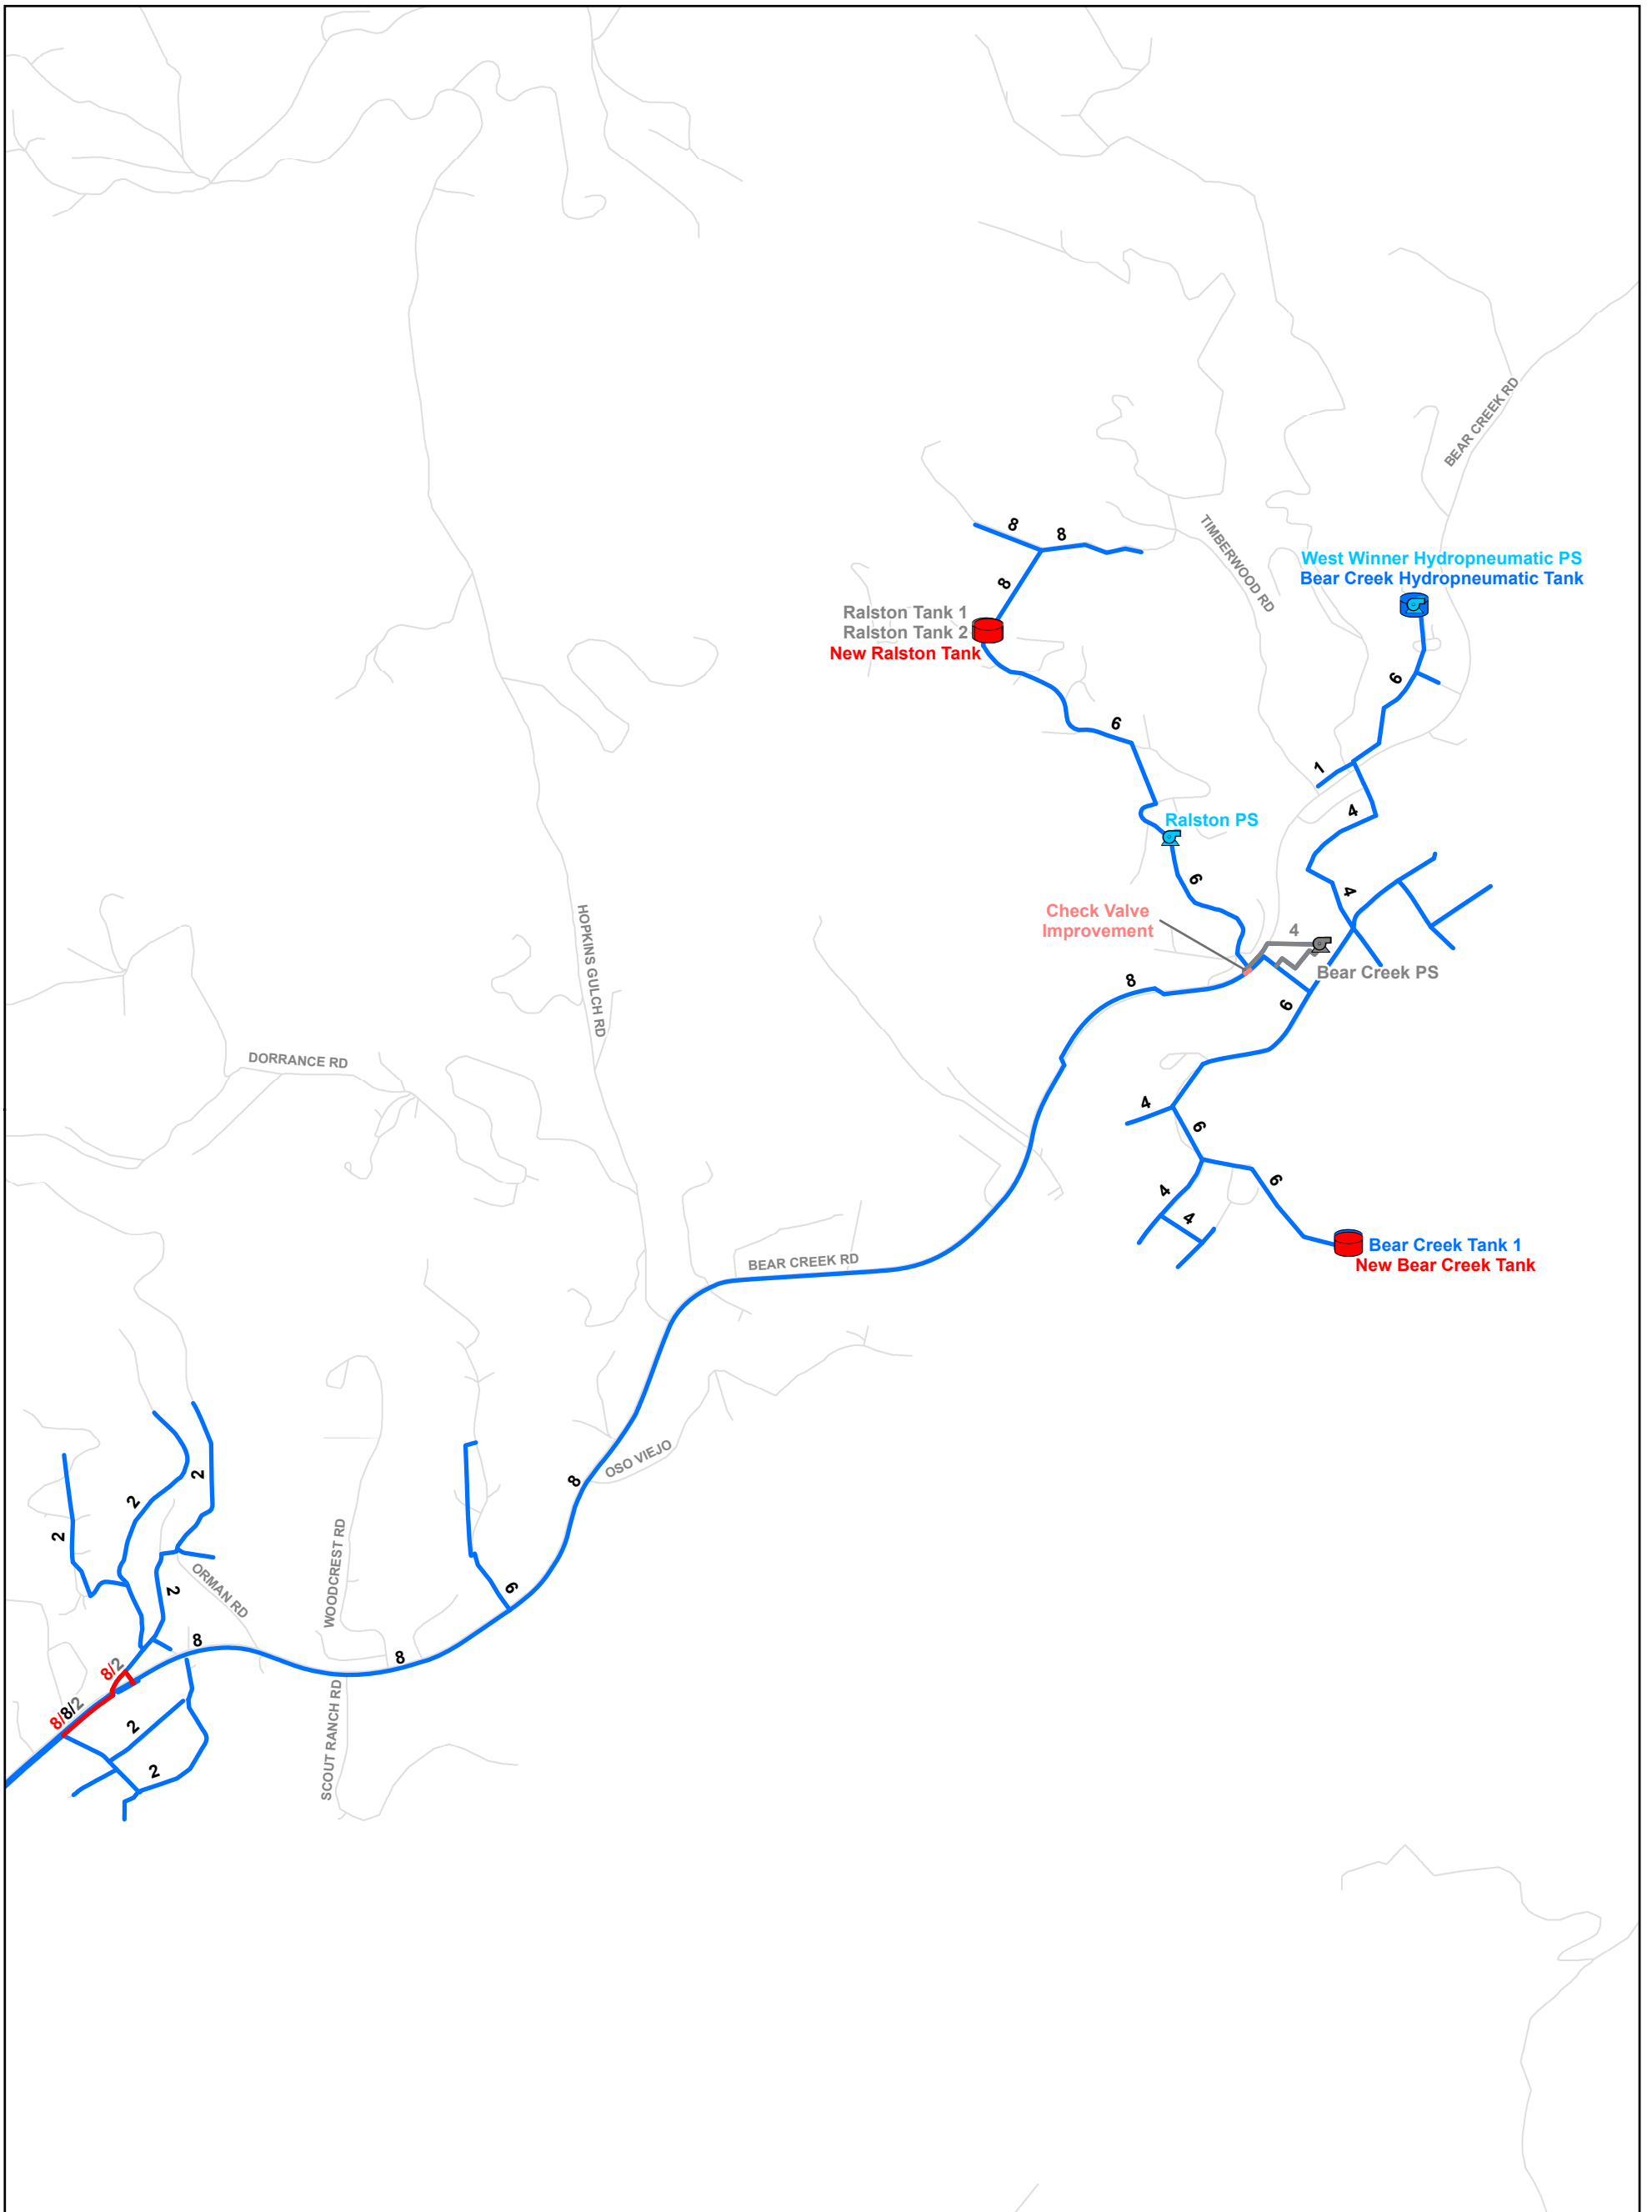 8
8
8
BEAR CREEK RD
TIMBERWOOD RD
West Winner Hydropneumatic PS
Bear Creek Hydropneumatic Tank
Ralston Tank 1
Ralston Tank 2
New Ralston Tank
6
6
1
4
Ralston PS
6
4
Check Valve
Improvement
4
Bear Creek PS
8
6
HOPKINS GULCH RD
DORRANCE RD
4
6
4
4
6
Bear Creek Tank 1
New Bear Creek Tank
BEAR CREEK RD
OSO VIEJO
8
2
2
2
2
ORMAN RD
WOODCREST RD
6
8
8
8/2
8/8/2
2
2
SCOUT RANCH RD